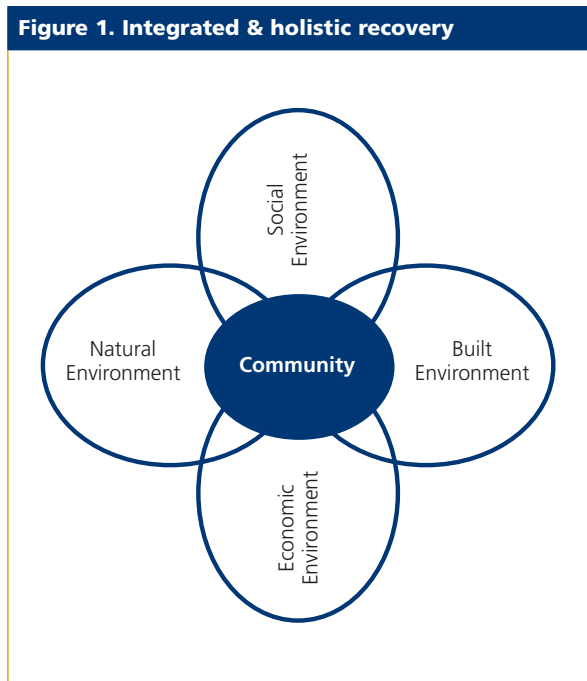 Figure 1. Integrated & holistic recovery
Social
Environment
Natural
Environment
Community
Built
Environment
Economic
Environment